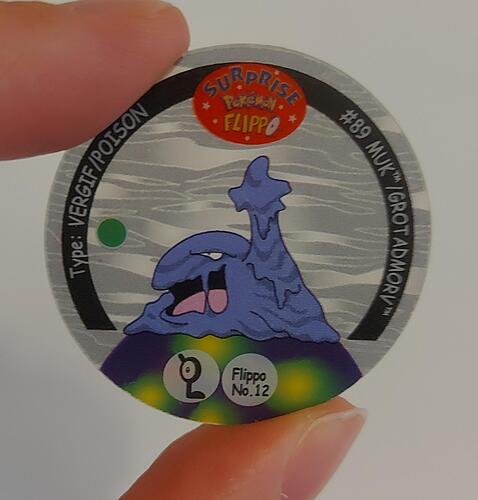 SURPRISE
POKéMON
FLIPPO
Type: VERGIF/POISON
#89 MUK™/GROTADMORV™
Flippo
No.12